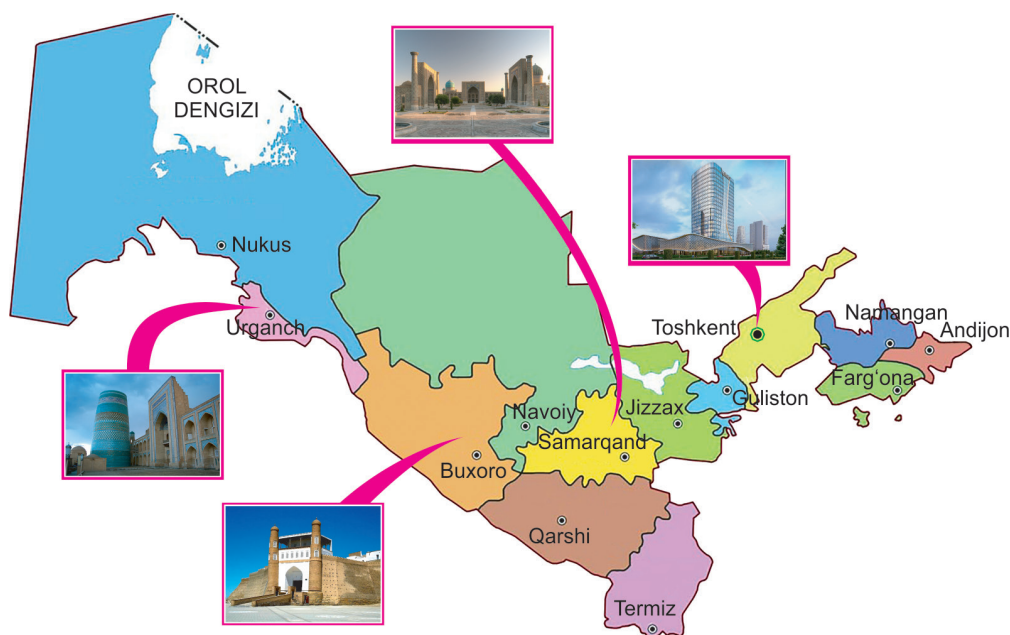 OROL
DENGIZI
Nukus
Urganch
Toshkent
Namangan
Andijon
Farg‘ona
Guliston
Navoiy
Jizzax
Samarqand
Buxoro
Qarshi
Termiz